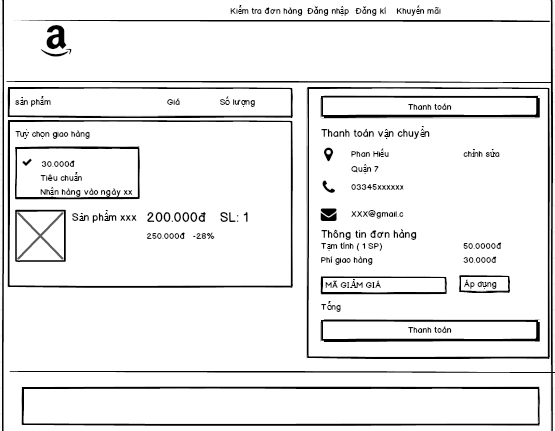 Kiểm tra đơn hàng Đăng nhập Đăng kí Khuyến mãi
a
sản phẩm Giá Số lượng
Tuỳ chọn giao hàng
30.000đ
Tiêu chuẩn
Nhận hàng vào ngày xx
Sản phẩm xxx 200.000đ SL: 1
250.000đ -28%
Thanh toán
Thanh toán vận chuyển
Phan Hiếu chỉnh sửa
Quận 7
03345xxxxxx
XXX@gmail.c
Thông tin đơn hàng
Tạm tính ( 1 SP) 50.0000đ
Phí giao hàng 30.000đ
MÃ GIẢM GIÁ Áp dụng
Tổng
Thanh toán